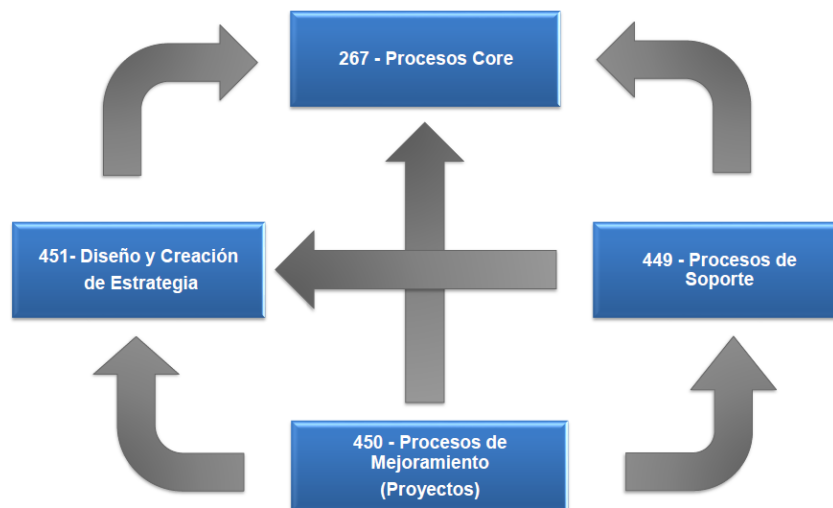 267 - Procesos Core
451- Diseño y Creación
de Estrategia
449 - Procesos de
Soporte
450 - Procesos de
Mejoramiento
(Proyectos)